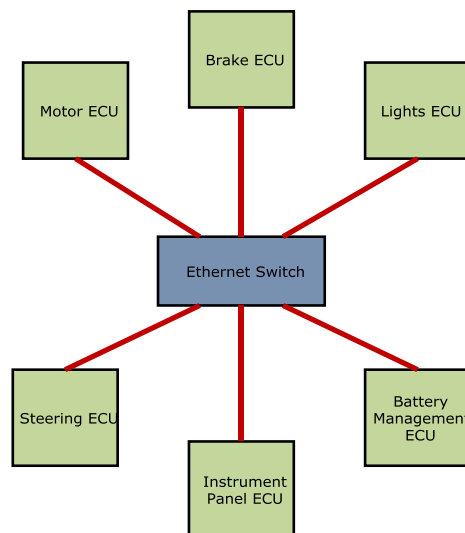 Brake ECU
Motor ECU
Lights ECU
Ethernet Switch
Steering ECU
Battery
Management
ECU
Instrument
Panel ECU